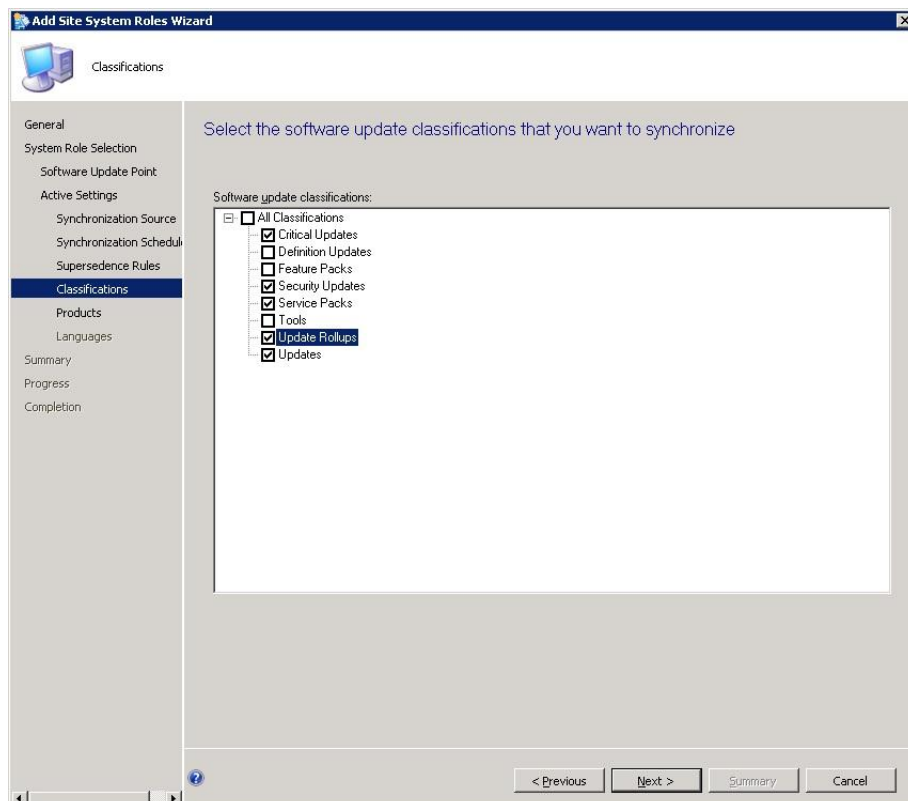 Add Site System Roles Wizard
Classifications
General
System Role Selection
Software Update Point
Active Settings
Synchronization Source
Synchronization Schedul
Supersedence Rules
Classifications
Products
Languages
Summary
Progress
Completion
Select the software update classifications that you want to synchronize
Software update classifications:
All Classifications
Critical Updates
Definition Updates
Feature Packs
Security Updates
Service Packs
Tools
Update Rollups
Updates
< Previous Next > Summary Cancel